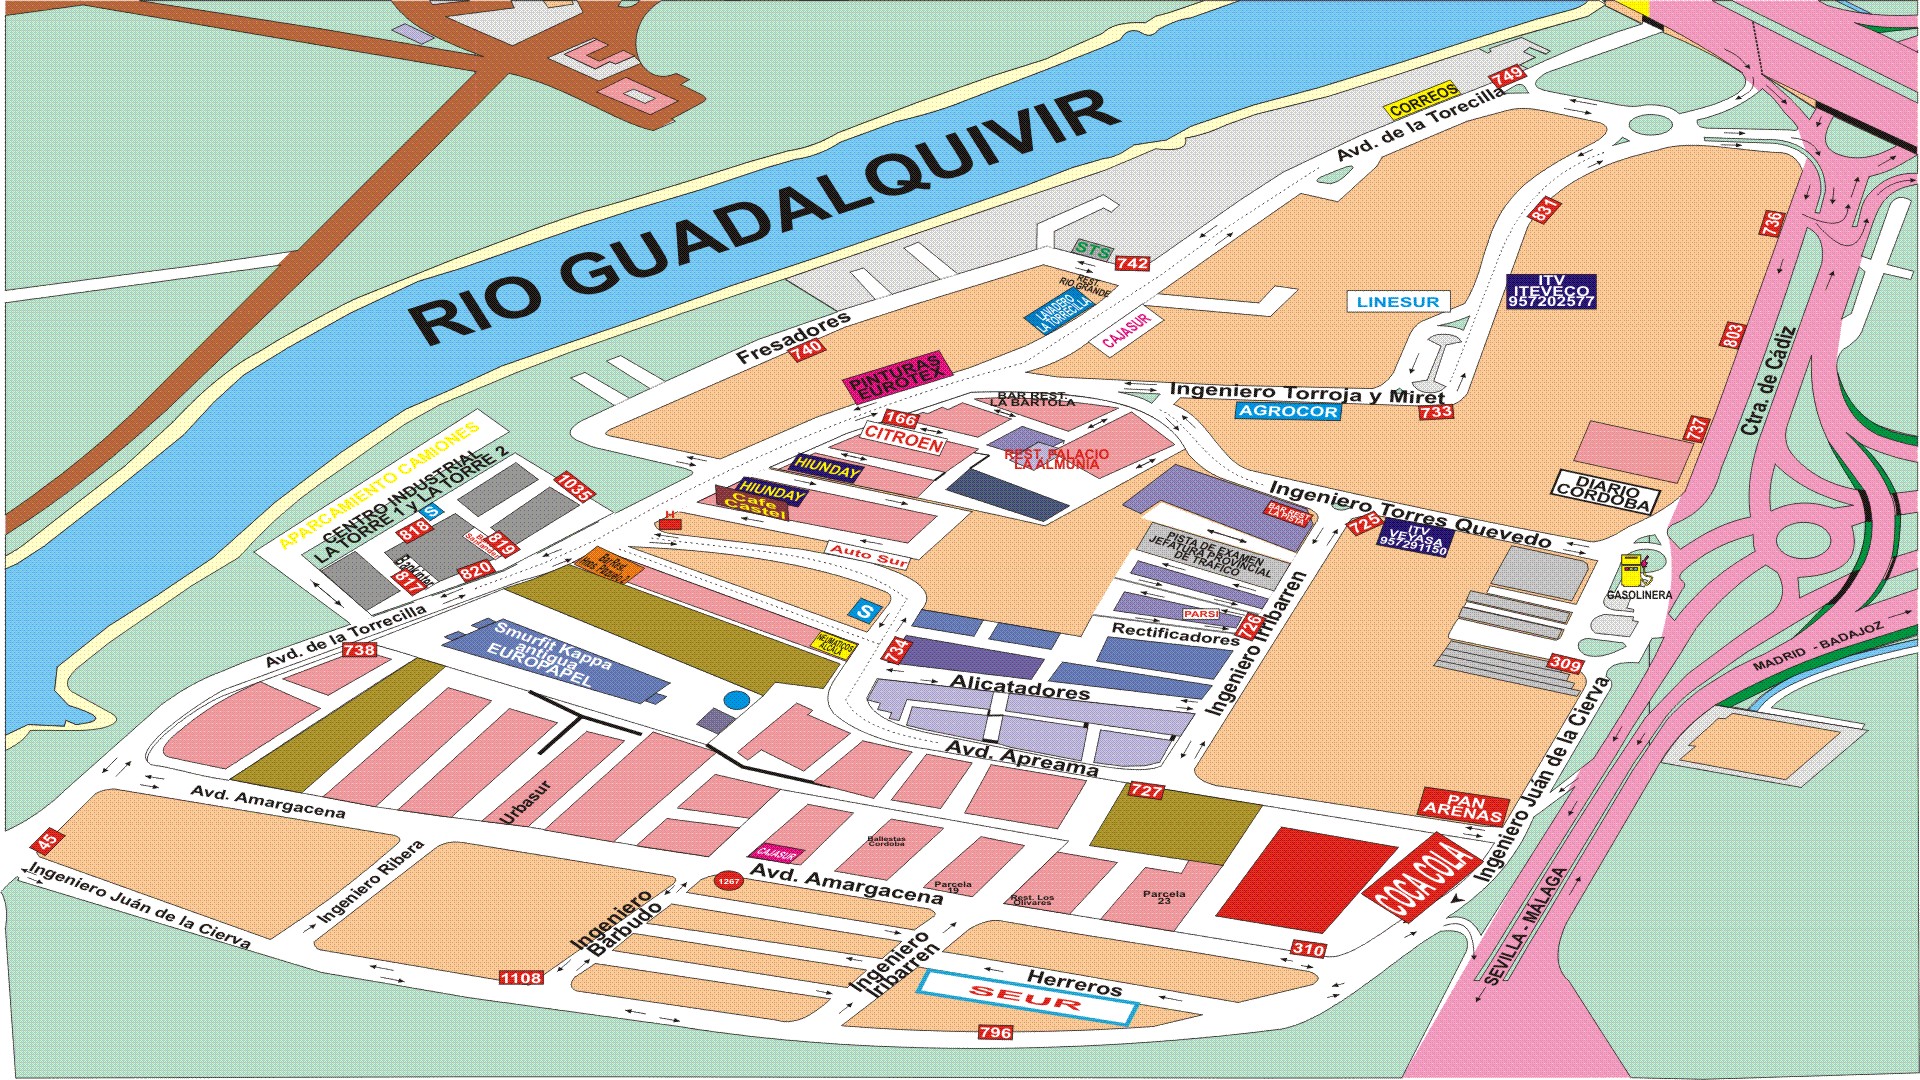 RIO GUADALQUIVIR
749
CORREOS
Avd. de la Torecilla
831
736
STS
742
REST.
RIO GRANDE
LAVADERO
LA TORRECILLA
CAJASUR
LINESUR
ITV
ITEVECO
957202577
803
Ctra. de Cádiz
Fresadores
740
PINTURAS
EUROTEX
Ingeniero Torroja y Miret
AGROCOR
733
737
BAR REST.
LA BARTOLA
166
CITROEN
REST. PALACIO
LA ALMUNIA
HIUNDAY
HIUNDAY
Cafe
Castel
H
Auto Sur
DIARIO
CORDOBA
Ingeniero Torres Quevedo
BAR REST
LA PISTA
725
ITV
VEYASA
957291150
GASOLINERA
APARCAMIENTO CAMIONES
CENTRO INDUSTRIAL
LA TORRE 1 y LA TORRE 2
1035
S
818
819
817
820
Bankinter
PISTA DE EXAMEN
JEFATURA PROVINCIAL
DE TRAFICO
PARSI
726
Rectificadores
Ingeniero Irribarren
S
NEUMATICOS
ALCALA
734
Avd. de la Torrecilla
738
Smurfit Kappa
antigua
EUROPAPEL
Alicatadores
Avd. Apreama
309
MADRID - BADAJOZ
Ingeniero Juán de la Cierva
727
PAN
ARENAS
COCA COLA
Avd. Amargacena
Urbasur
45
Ingeniero Juán de la Cierva
Ingeniero Ribera
CAJASUR
Ballestas
Cordoba
1267
Avd. Amargacena
Parcela
19
Rest. Los
Olivares
Parcela
23
Ingeniero
Barbudo
1108
Ingeniero
Iribarren
310
Herreros
SEUR
796
SEVILLA - MÁLAGA